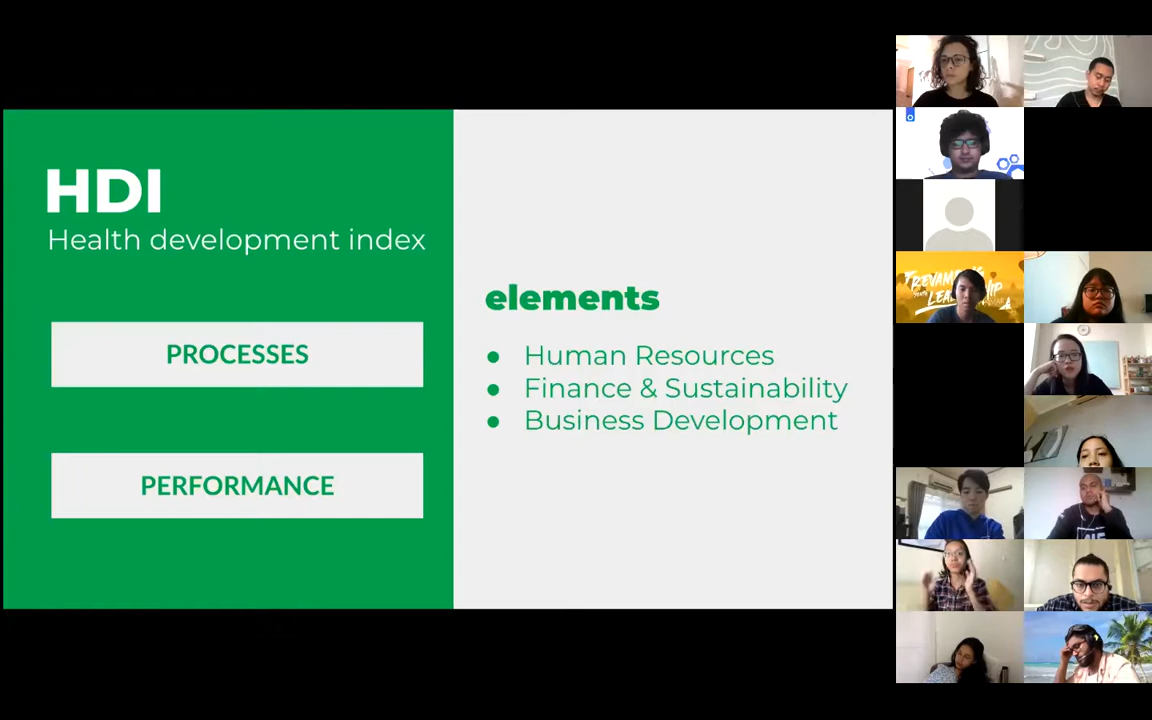 HDI
Health development index
PROCESSES
PERFORMANCE
elements
● Human Resources
● Finance & Sustainability
● Business Development